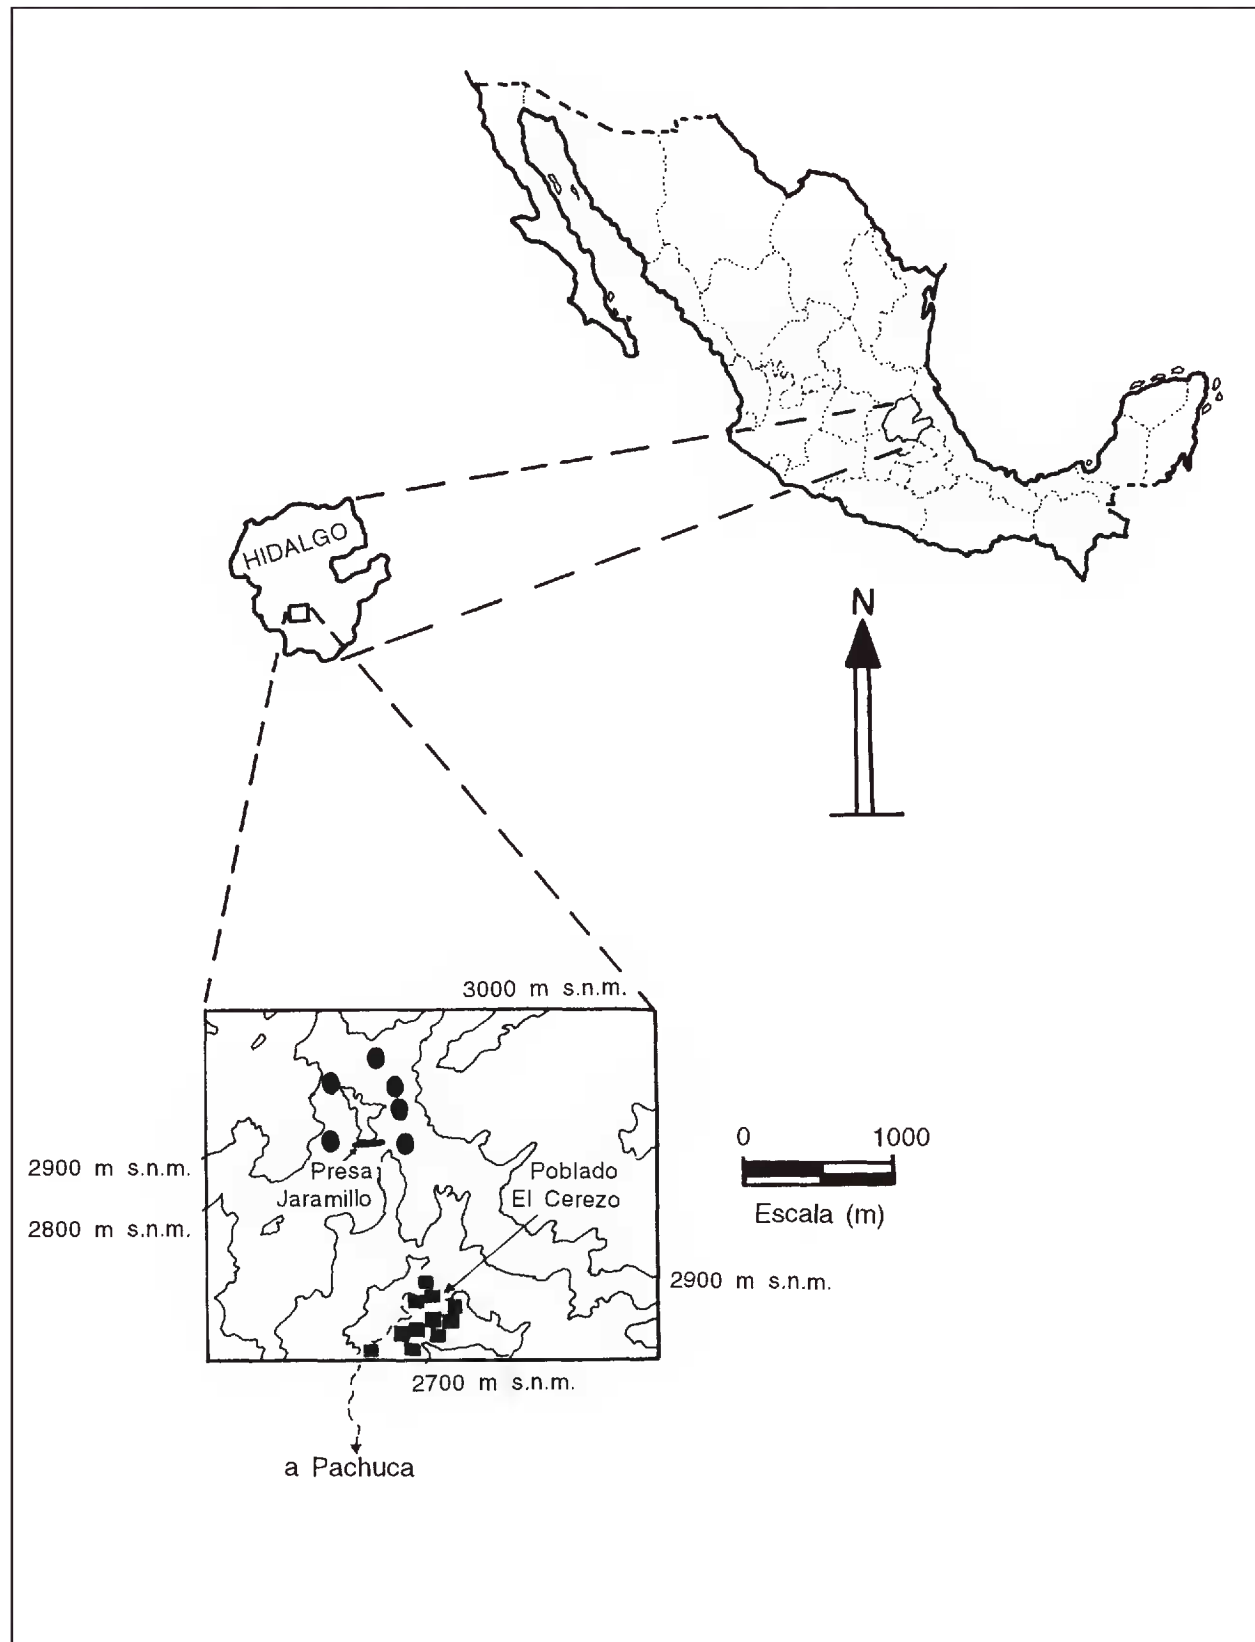 HIDALGO
N
3000 m s.n.m.
0 1000
Escala (m)
2900 m s.n.m.
Presa
Jaramillo
Poblado
El Cerezo
2800 m s.n.m.
2900 m s.n.m.
2700 m s.n.m.
a Pachuca